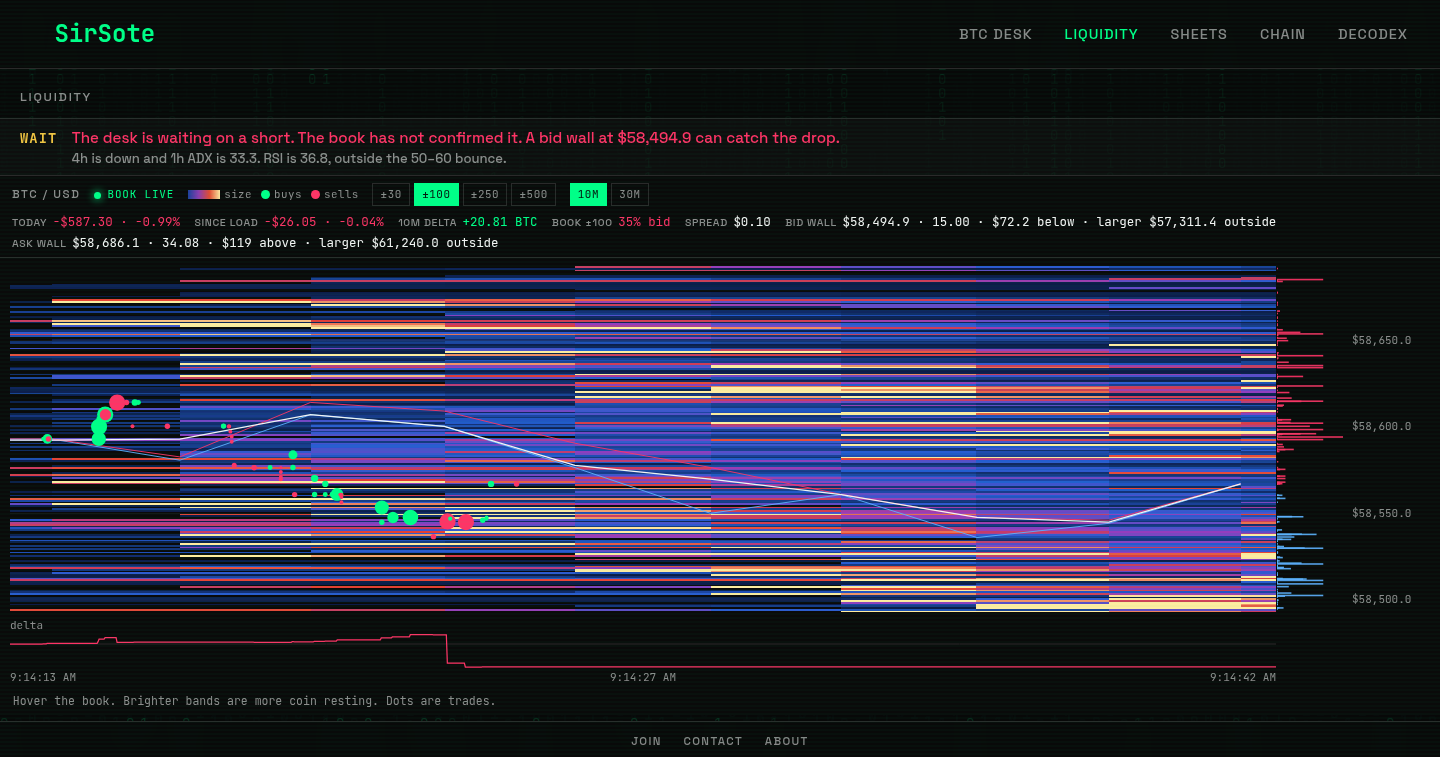 SirSote
BTC DESK LIQUIDITY SHEETS CHAIN DECODEX
LIQUIDITY
WAIT The desk is waiting on a short. The book has not confirmed it. A bid wall at $58,494.9 can catch the drop.
4h is down and 1h ADX is 33.3. RSI is 36.8, outside the 50–60 bounce.
BTC / USD BOOK LIVE size buys sells ±30 ±100 ±250 ±500 10M 30M
TODAY -$587.30 · -0.99% SINCE LOAD -$26.05 · -0.04% 10M DELTA +20.81 BTC BOOK ±100 35% bid SPREAD $0.10 BID WALL $58,494.9 · 15.00 · $72.2 below · larger $57,311.4 outside
ASK WALL $58,686.1 · 34.08 · $119 above · larger $61,240.0 outside
$58,650.0
$58,600.0
$58,550.0
$58,500.0
delta
9:14:13 AM 9:14:27 AM 9:14:42 AM
Hover the book. Brighter bands are more coin resting. Dots are trades.
JOIN CONTACT ABOUT